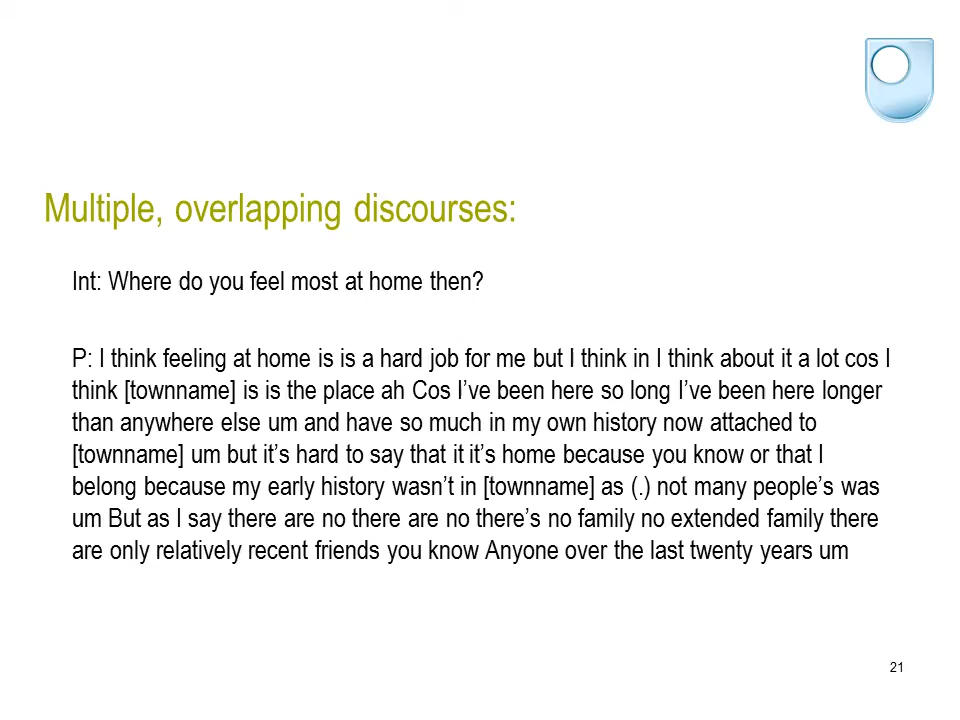 Multiple, overlapping discourses:
Int: Where do you feel most at home then?
P: I think feeling at home is is a hard job for me but I think in I think about it a lot cos I
think [townname] is is the place ah Cos I’ve been here so long I’ve been here longer
than anywhere else um and have so much in my own history now attached to
[townname] um but it’s hard to say that it it’s home because you know or that I
belong because my early history wasn’t in [townname] as (.) not many people’s was
um But as I say there are no there are no there’s no family no extended family there
are only relatively recent friends you know Anyone over the last twenty years um
21